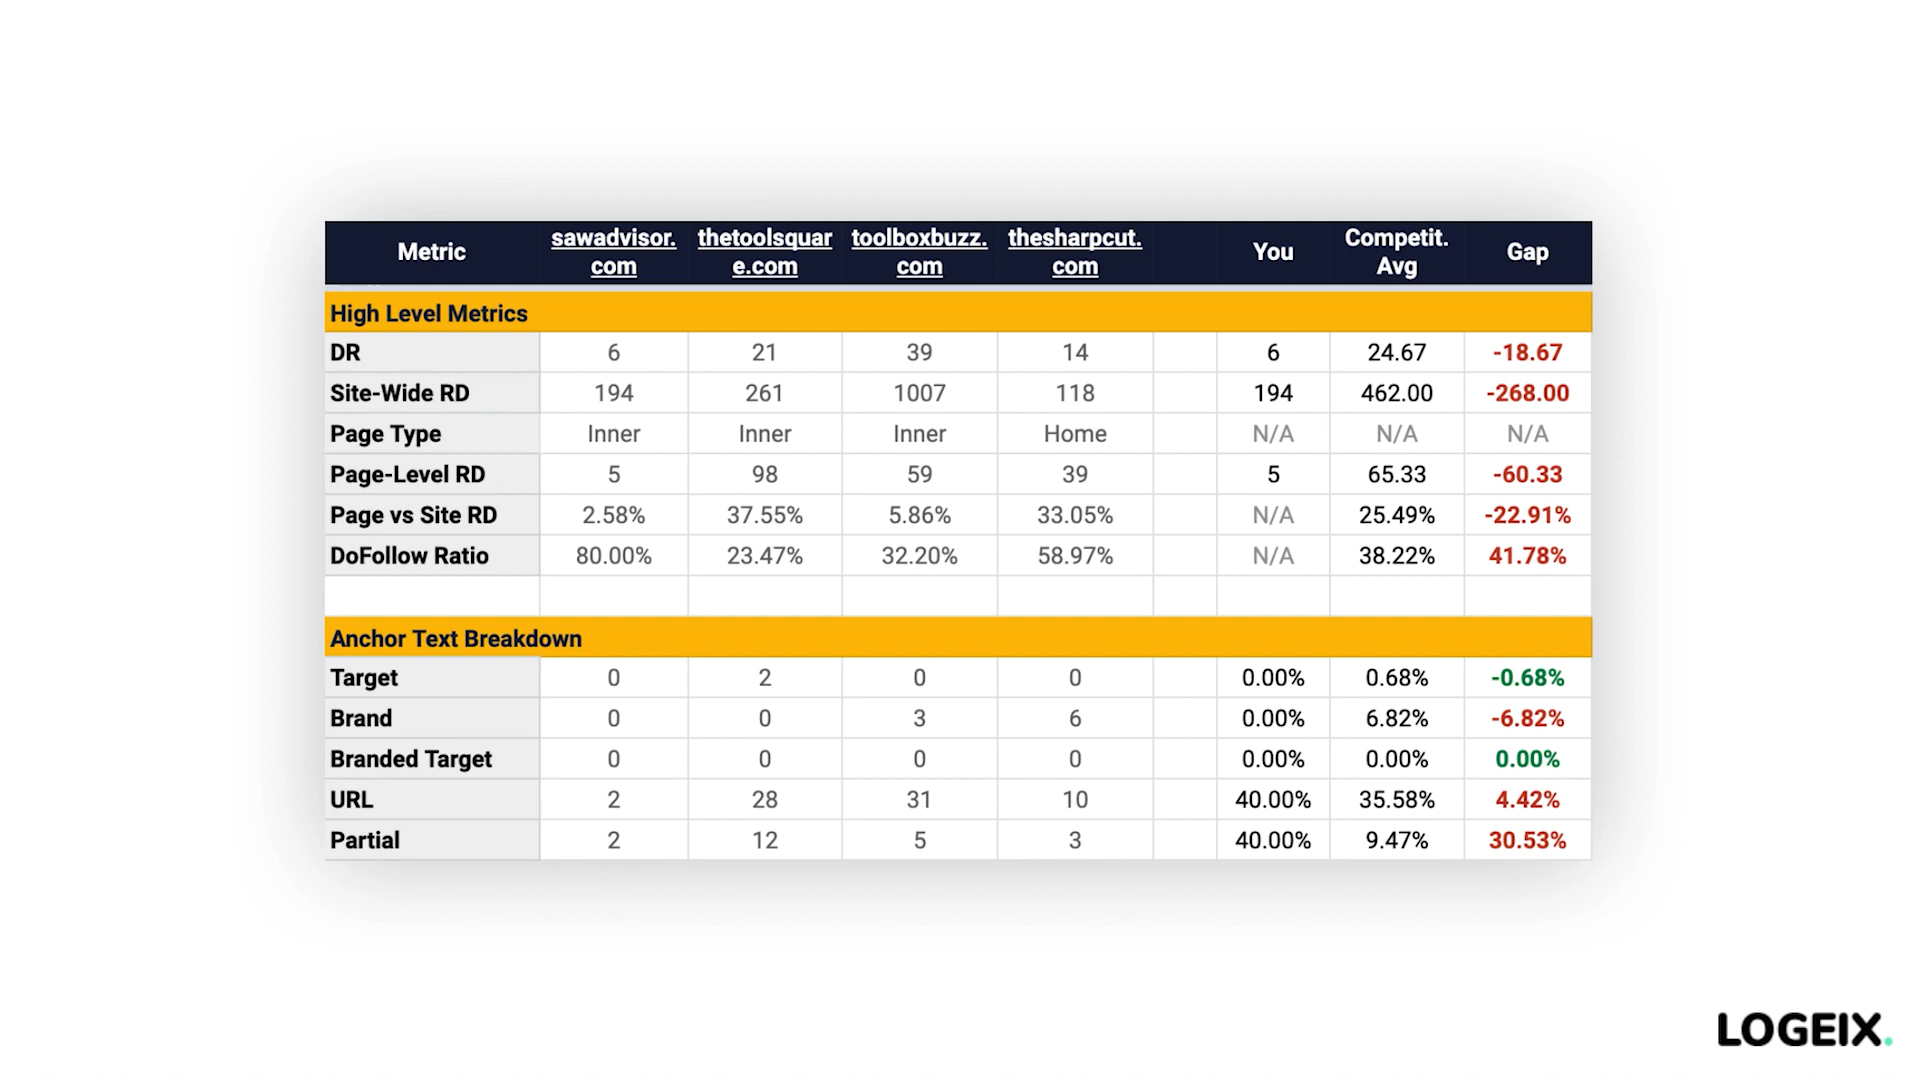 Metric sawadvisor. thetoolsquar toolboxbuzz. thesharpcut. You Competit. Gap
com e.com com com Avg
High Level Metrics
DR 6 21 39 14 6 24.67 -18.67
Site-Wide RD 194 261 1007 118 194 462.00 -268.00
Page Type Inner Inner Inner Home N/A N/A N/A
Page-Level RD 5 98 59 39 5 65.33 -60.33
Page vs Site RD 2.58% 37.55% 5.86% 33.05% N/A 25.49% -22.91%
DoFollow Ratio 80.00% 23.47% 32.20% 58.97% N/A 38.22% 41.78%
Anchor Text Breakdown
Target 0 2 0 0 0.00% 0.68% -0.68%
Brand 0 0 3 6 0.00% 6.82% -6.82%
Branded Target 0 0 0 0 0.00% 0.00% 0.00%
URL 2 28 31 10 40.00% 35.58% 4.42%
Partial 2 12 5 3 40.00% 9.47% 30.53%
LOGEIX.